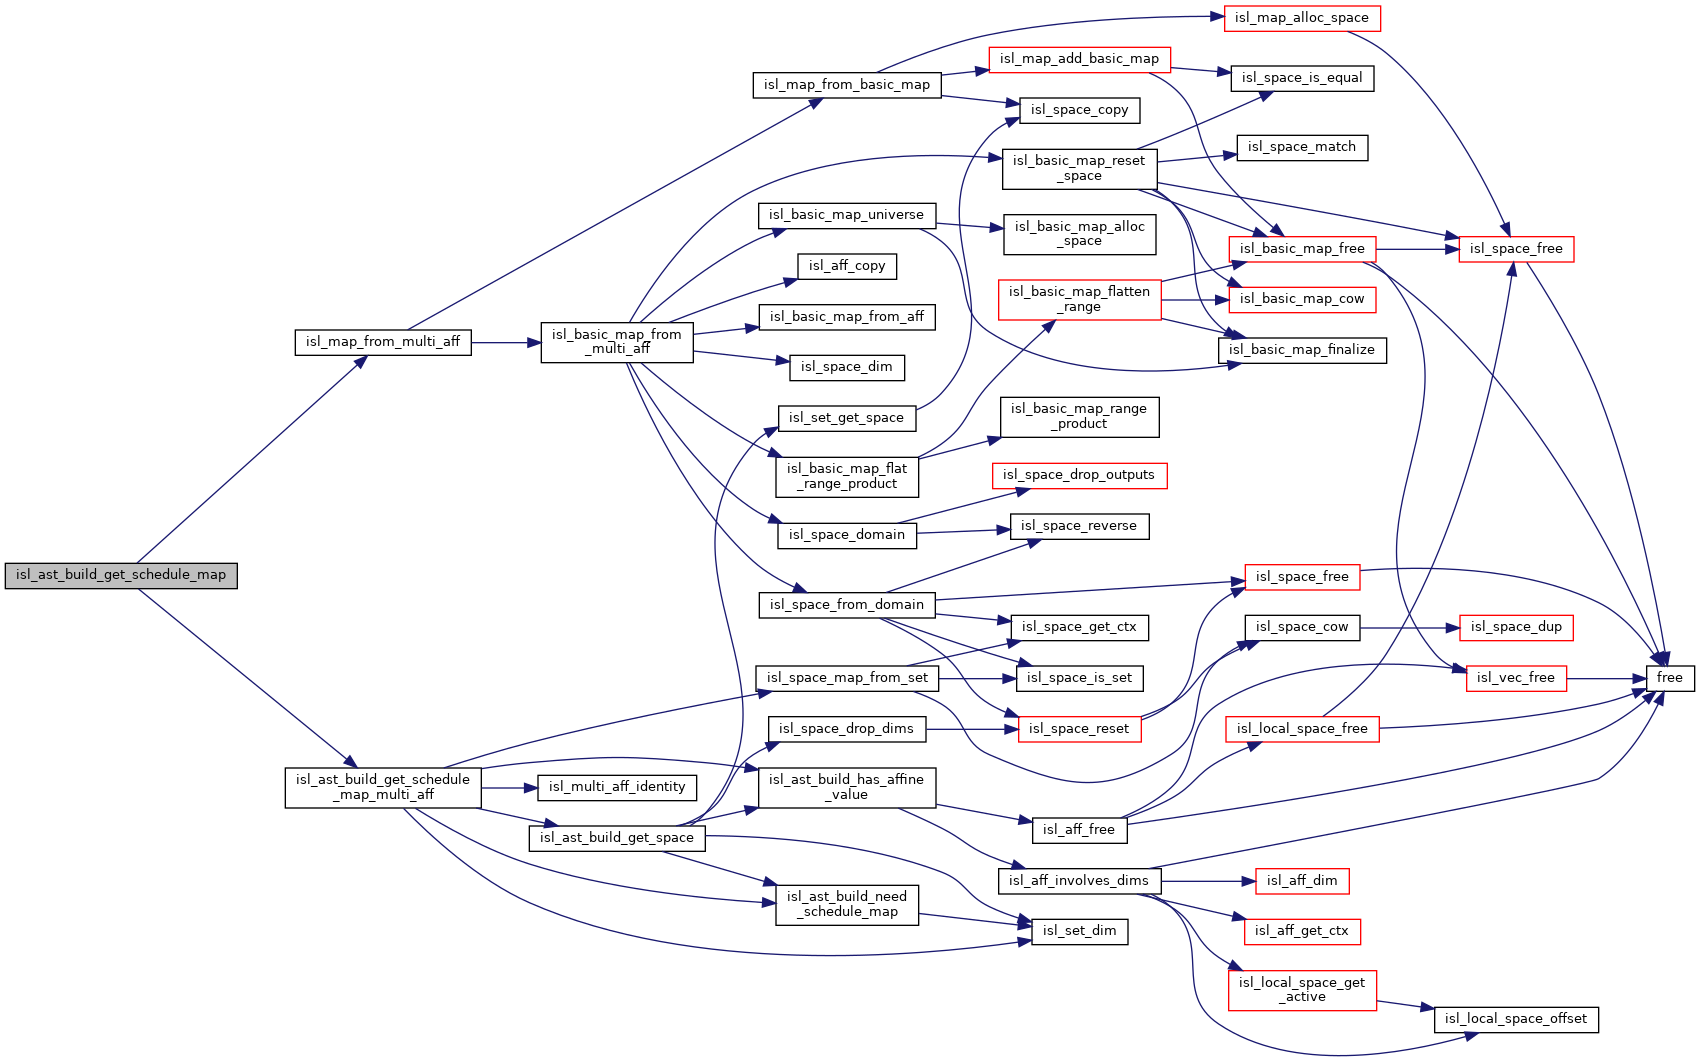 isl_ast_build_get_schedule_map
isl_map_from_multi_aff
isl_ast_build_get_schedule
_map_multi_aff
isl_basic_map_from
_multi_aff
isl_multi_aff_identity
isl_ast_build_get_space
isl_map_from_basic_map
isl_basic_map_universe
isl_aff_copy
isl_basic_map_from_aff
isl_space_dim
isl_set_get_space
isl_basic_map_flat
_range_product
isl_space_domain
isl_space_from_domain
isl_space_map_from_set
isl_space_drop_dims
isl_ast_build_has_affine
_value
isl_ast_build_need
_schedule_map
isl_map_add_basic_map
isl_space_copy
isl_basic_map_reset
_space
isl_basic_map_alloc
_space
isl_basic_map_flatten
_range
isl_basic_map_range
_product
isl_space_drop_outputs
isl_space_reverse
isl_space_get_ctx
isl_space_is_set
isl_space_reset
isl_aff_free
isl_aff_involves_dims
isl_set_dim
isl_map_alloc_space
isl_space_is_equal
isl_space_match
isl_basic_map_free
isl_basic_map_cow
isl_basic_map_finalize
isl_space_free
isl_space_cow
isl_local_space_free
isl_aff_dim
isl_aff_get_ctx
isl_local_space_get
_active
isl_space_free
isl_space_dup
isl_vec_free
isl_local_space_offset
free